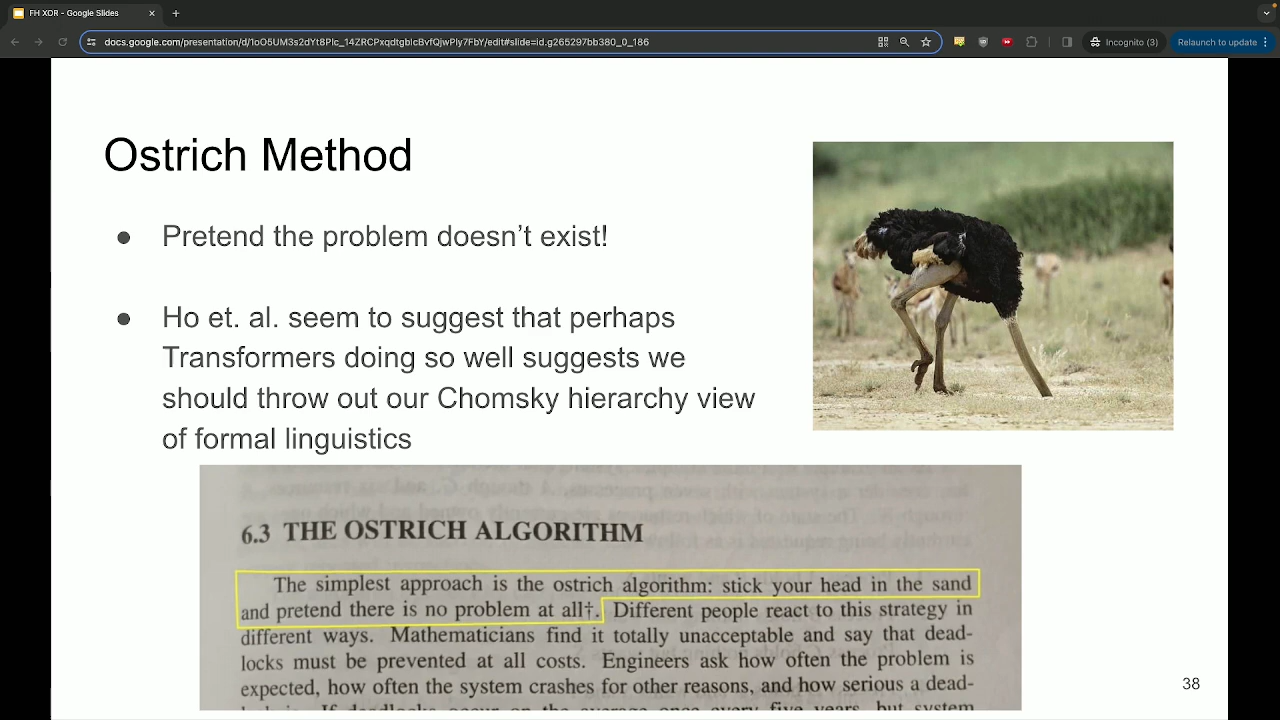 FH XOR - Google Slides
docs.google.com/presentation/d/1oO5UM3s2dYt8Plc_14ZRCPxqdtgblcBvfQjwPly7FbY/edit#slide=id.g265297bb380_0_186
Incognito (3)
Relaunch to update
Ostrich Method
● Pretend the problem doesn't exist!
● Ho et. al. seem to suggest that perhaps
Transformers doing so well suggests we
should throw out our Chomsky hierarchy view
of formal linguistics
6.3 THE OSTRICH ALGORITHM
The simplest approach is the ostrich algorithm: stick your head in the sand
and pretend there is no problem at all†. Different people react to this strategy in
different ways. Mathematicians find it totally unacceptable and say that dead-
locks must be prevented at all costs. Engineers ask how often the problem is
expected, how often the system crashes for other reasons, and how serious a dead-
38